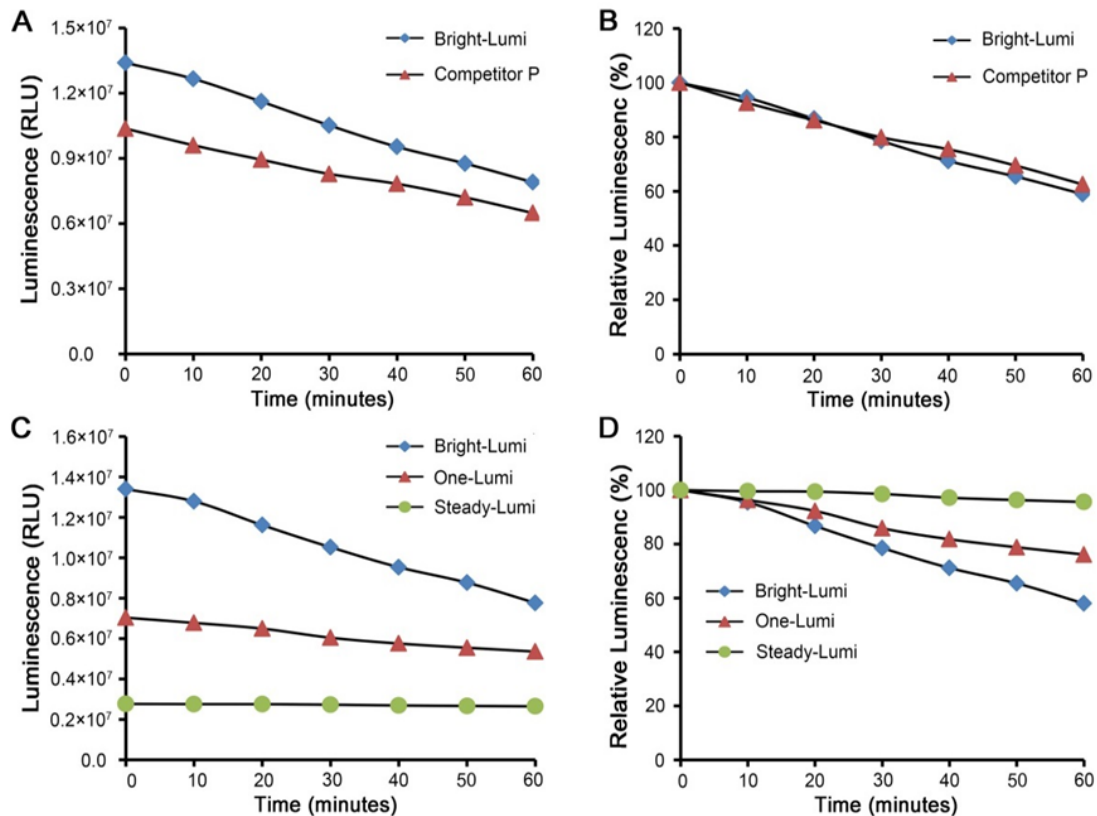 A
Luminescence (RLU)
1.5×10⁷
1.2×10⁷
0.9×10⁷
0.6×10⁷
0.3×10⁷
0.0
0 10 20 30 40 50 60
Time (minutes)
Bright-Lumi
Competitor P
B
Relative Luminescenc (%)
120
100
80
60
40
20
0
0 10 20 30 40 50 60
Time (minutes)
Bright-Lumi
Competitor P
C
Luminescence (RLU)
1.6×10⁷
1.4×10⁷
1.2×10⁷
1.0×10⁷
0.8×10⁷
0.6×10⁷
0.4×10⁷
0.2×10⁷
0.0
0 10 20 30 40 50 60
Time (minutes)
Bright-Lumi
One-Lumi
Steady-Lumi
D
Relative Luminescenc (%)
120
100
80
60
40
20
0
0 10 20 30 40 50 60
Time (minutes)
Bright-Lumi
One-Lumi
Steady-Lumi